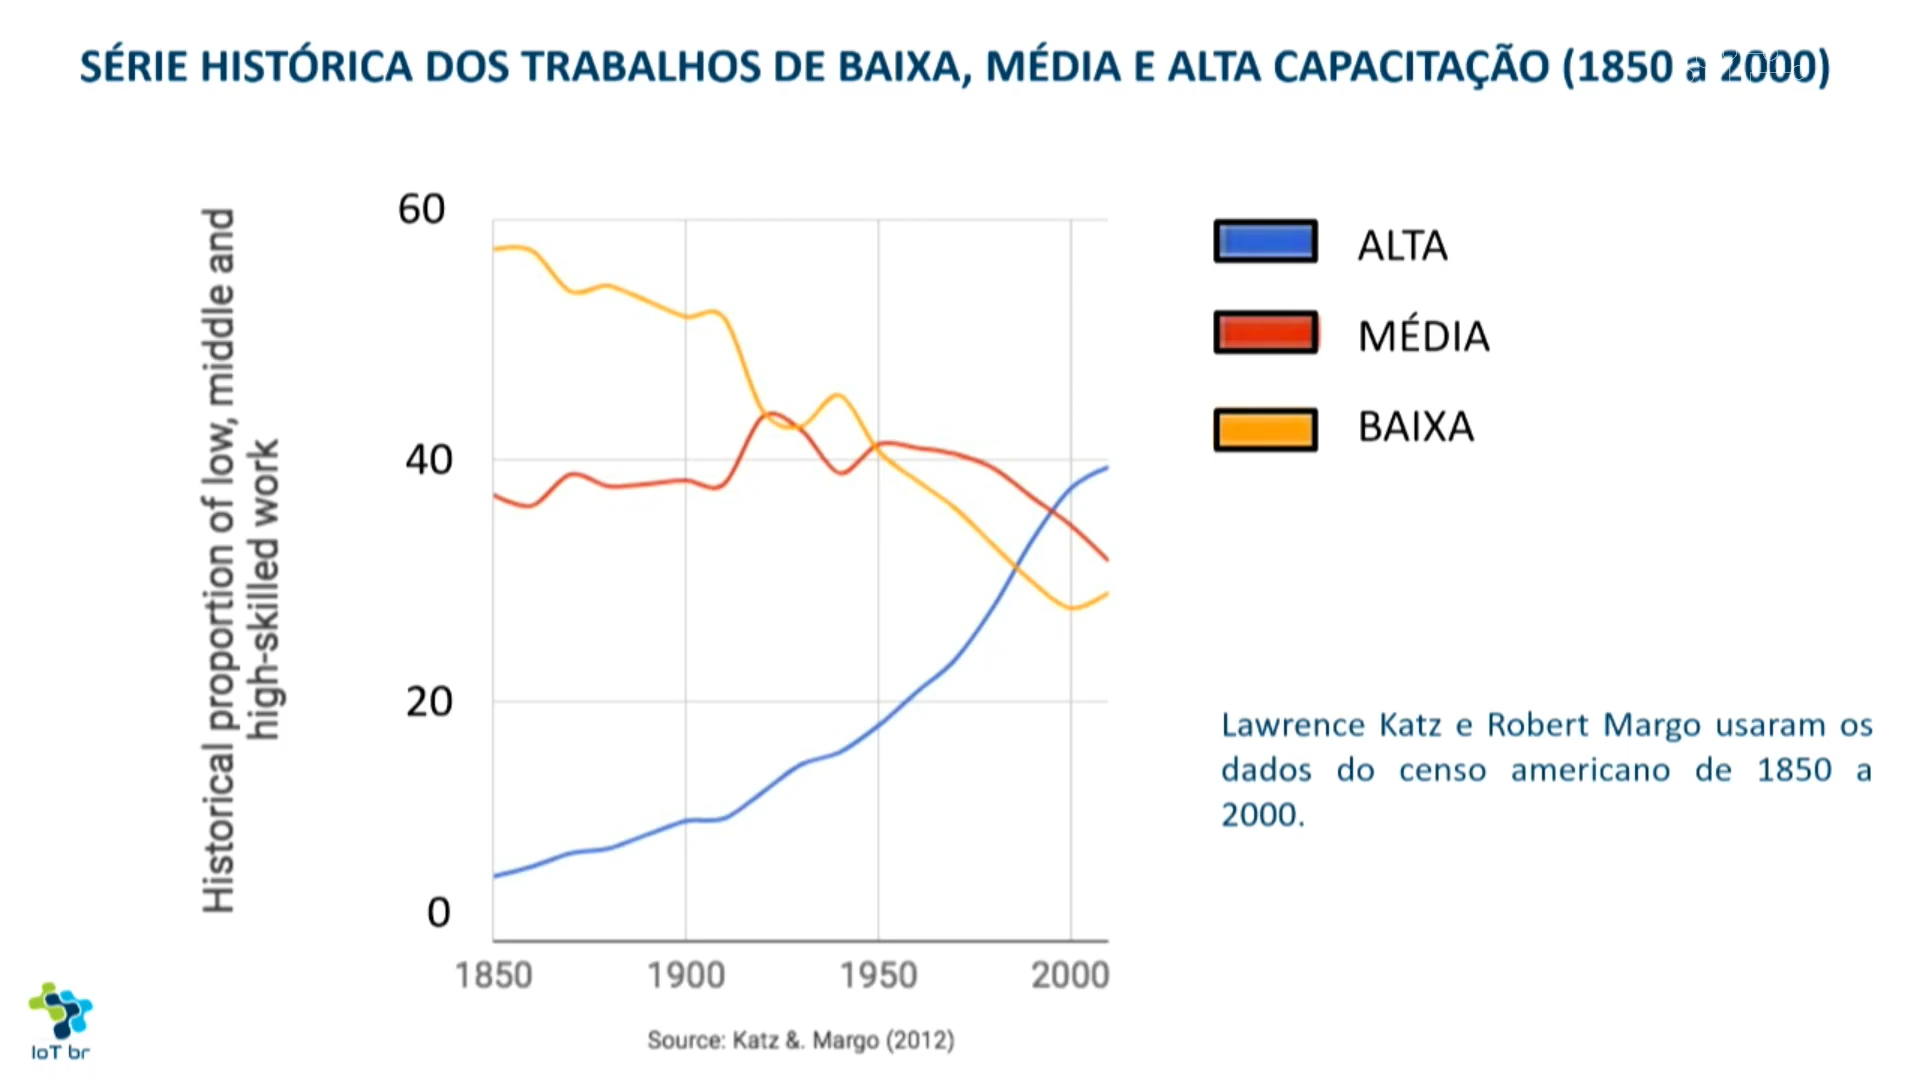 SÉRIE HISTÓRICA DOS TRABALHOS DE BAIXA, MÉDIA E ALTA CAPACITAÇÃO (1850 a 2000)
Historical proportion of low, middle and
high-skilled work
60
40
20
0
1850 1900 1950 2000
Source: Katz &. Margo (2012)
ALTA
MÉDIA
BAIXA
Lawrence Katz e Robert Margo usaram os
dados do censo americano de 1850 a
2000.
IoT br